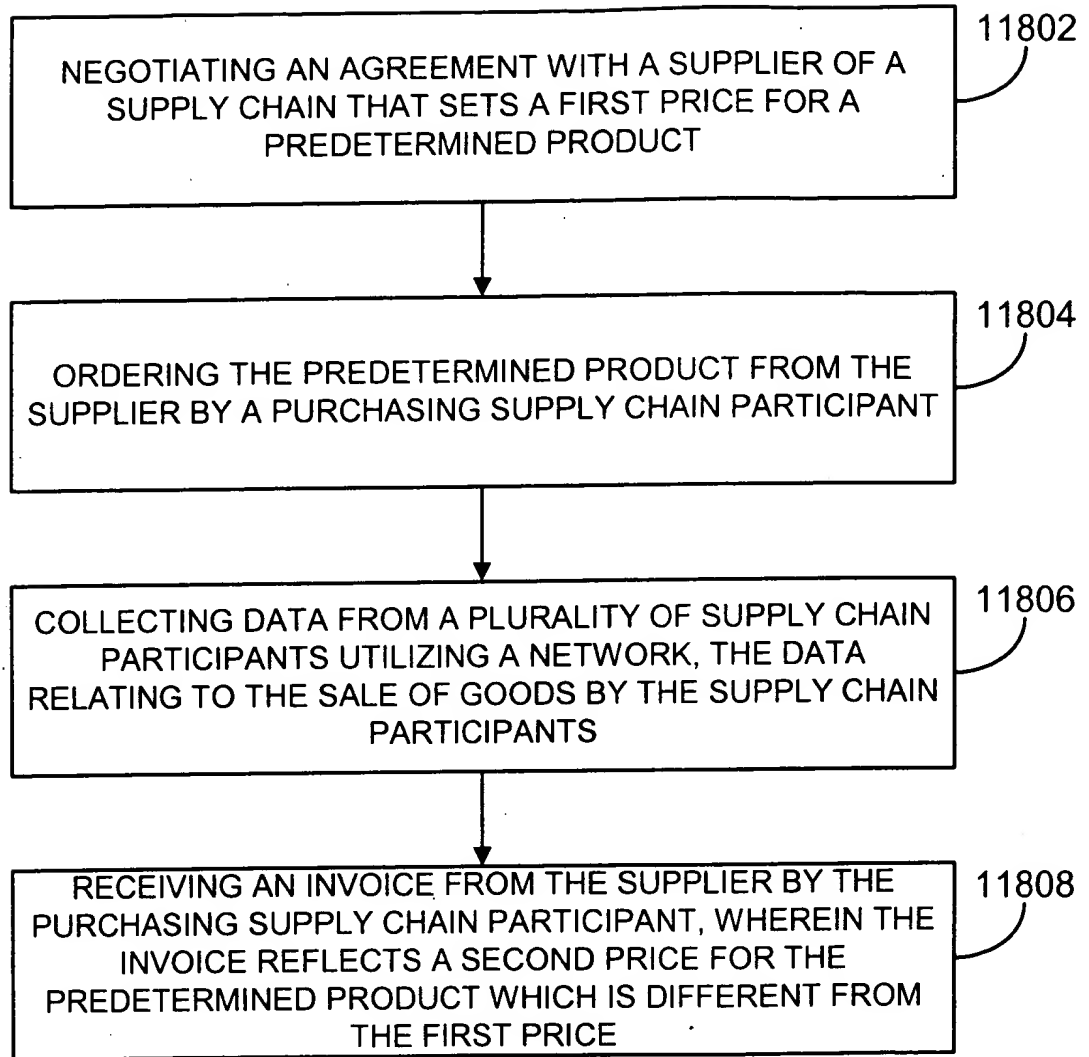 11802
NEGOTIATING AN AGREEMENT WITH A SUPPLIER OF A
SUPPLY CHAIN THAT SETS A FIRST PRICE FOR A
PREDETERMINED PRODUCT
11804
ORDERING THE PREDETERMINED PRODUCT FROM THE
SUPPLIER BY A PURCHASING SUPPLY CHAIN PARTICIPANT
11806
COLLECTING DATA FROM A PLURALITY OF SUPPLY CHAIN
PARTICIPANTS UTILIZING A NETWORK, THE DATA
RELATING TO THE SALE OF GOODS BY THE SUPPLY CHAIN
PARTICIPANTS
11808
RECEIVING AN INVOICE FROM THE SUPPLIER BY THE
PURCHASING SUPPLY CHAIN PARTICIPANT, WHEREIN THE
INVOICE REFLECTS A SECOND PRICE FOR THE
PREDETERMINED PRODUCT WHICH IS DIFFERENT FROM
THE FIRST PRICE